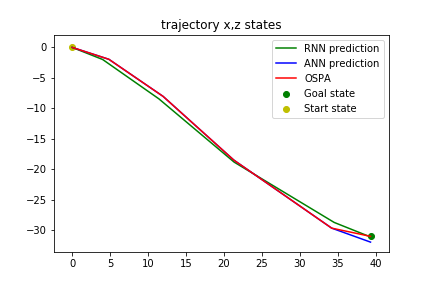 trajectory x,z states
RNN prediction
ANN prediction
OSPA
Goal state
Start state
0
−5
−10
−15
−20
−25
−30
0 5 10 15 20 25 30 35 40